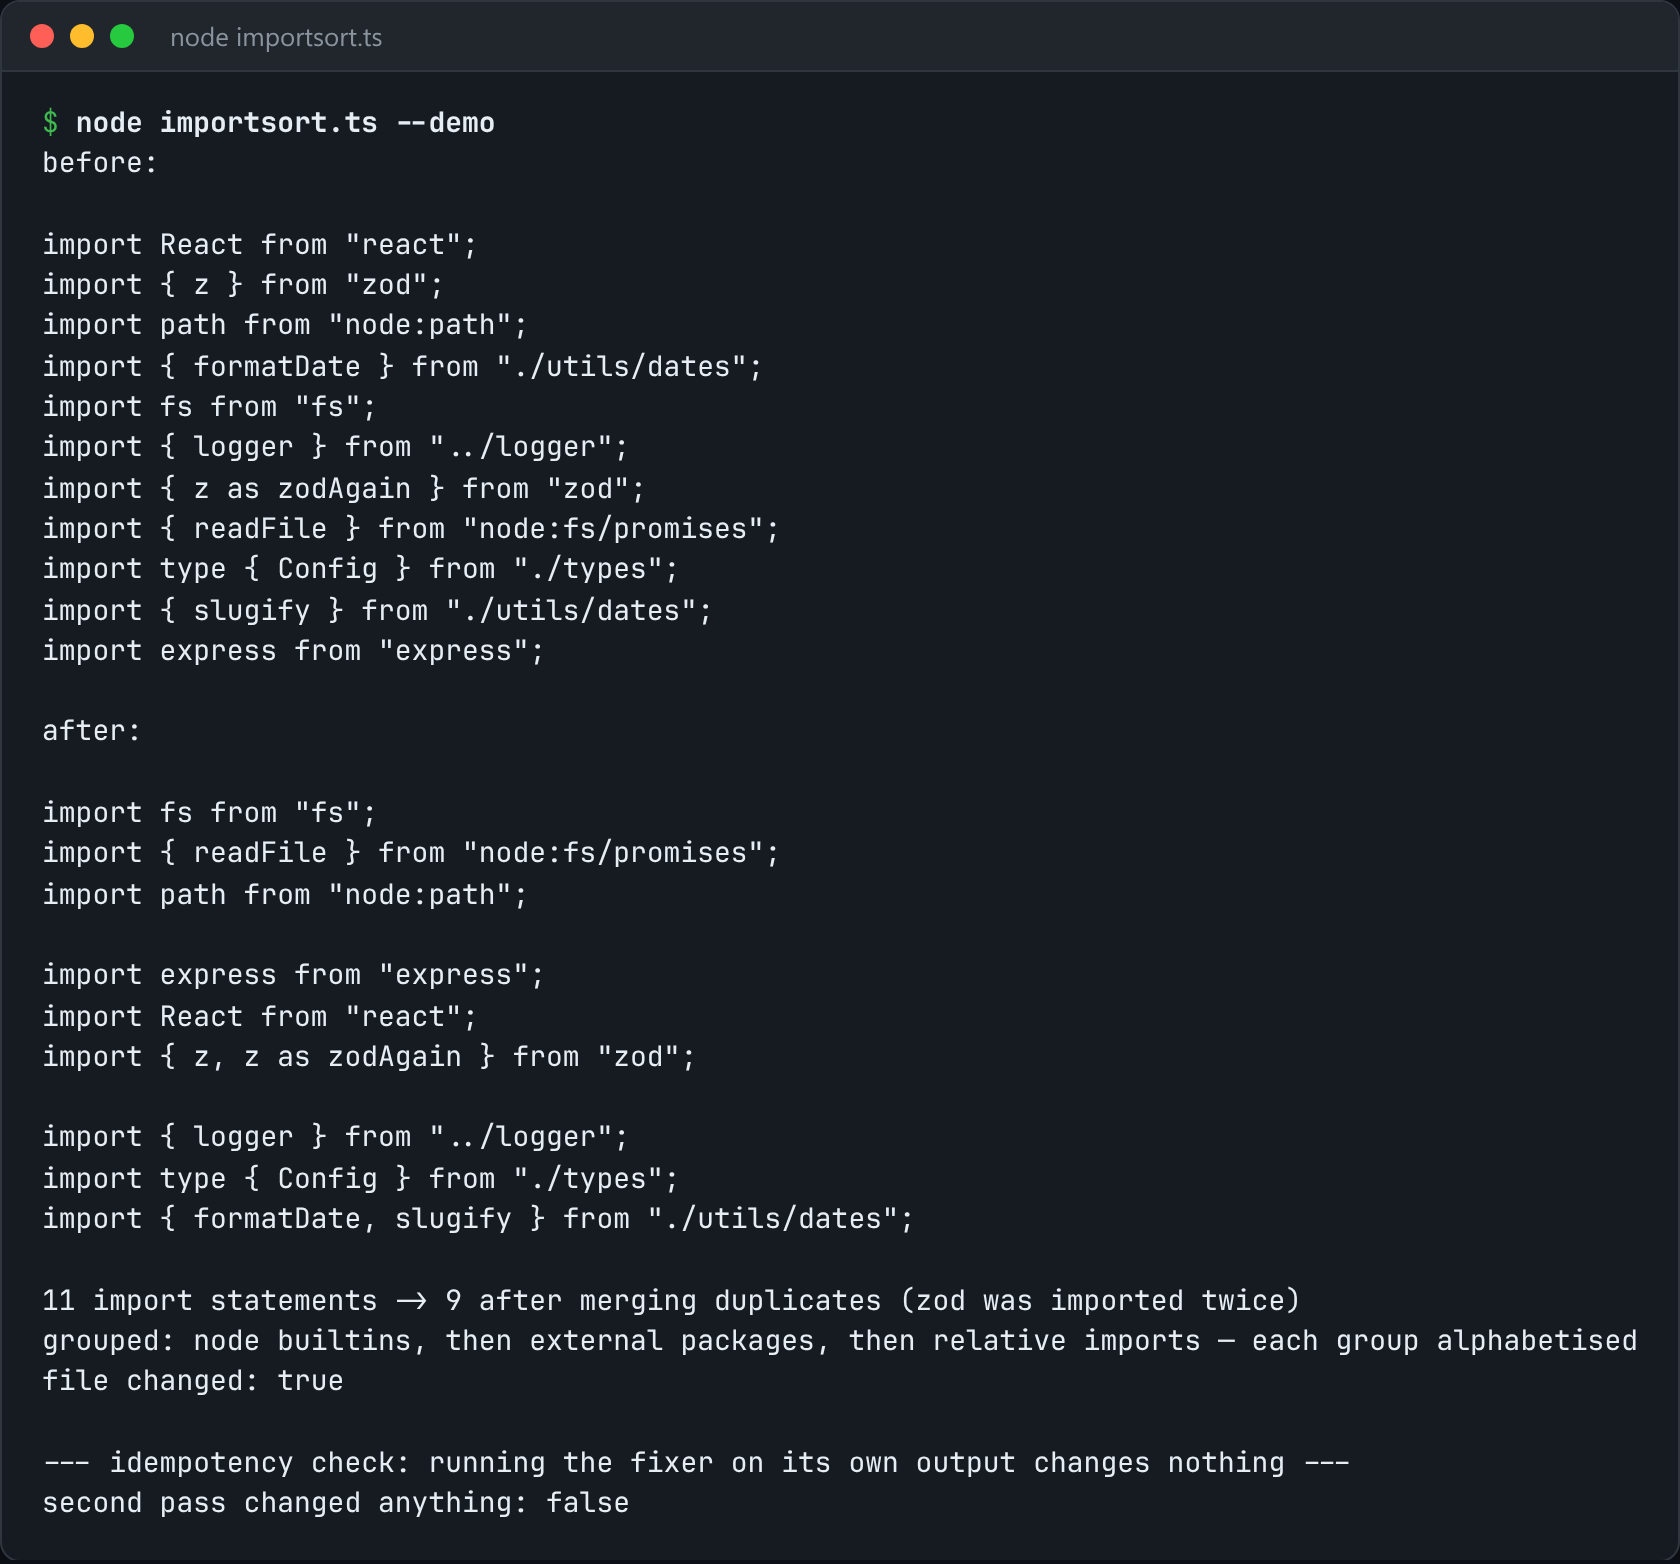 node importsort.ts
$ node importsort.ts --demo
before:
import React from "react";
import { z } from "zod";
import path from "node:path";
import { formatDate } from "./utils/dates";
import fs from "fs";
import { logger } from "../logger";
import { z as zodAgain } from "zod";
import { readFile } from "node:fs/promises";
import type { Config } from "./types";
import { slugify } from "./utils/dates";
import express from "express";
after:
import fs from "fs";
import { readFile } from "node:fs/promises";
import path from "node:path";
import express from "express";
import React from "react";
import { z, z as zodAgain } from "zod";
import { logger } from "../logger";
import type { Config } from "./types";
import { formatDate, slugify } from "./utils/dates";
11 import statements -> 9 after merging duplicates (zod was imported twice)
grouped: node builtins, then external packages, then relative imports — each group alphabetised
file changed: true
--- idempotency check: running the fixer on its own output changes nothing ---
second pass changed anything: false